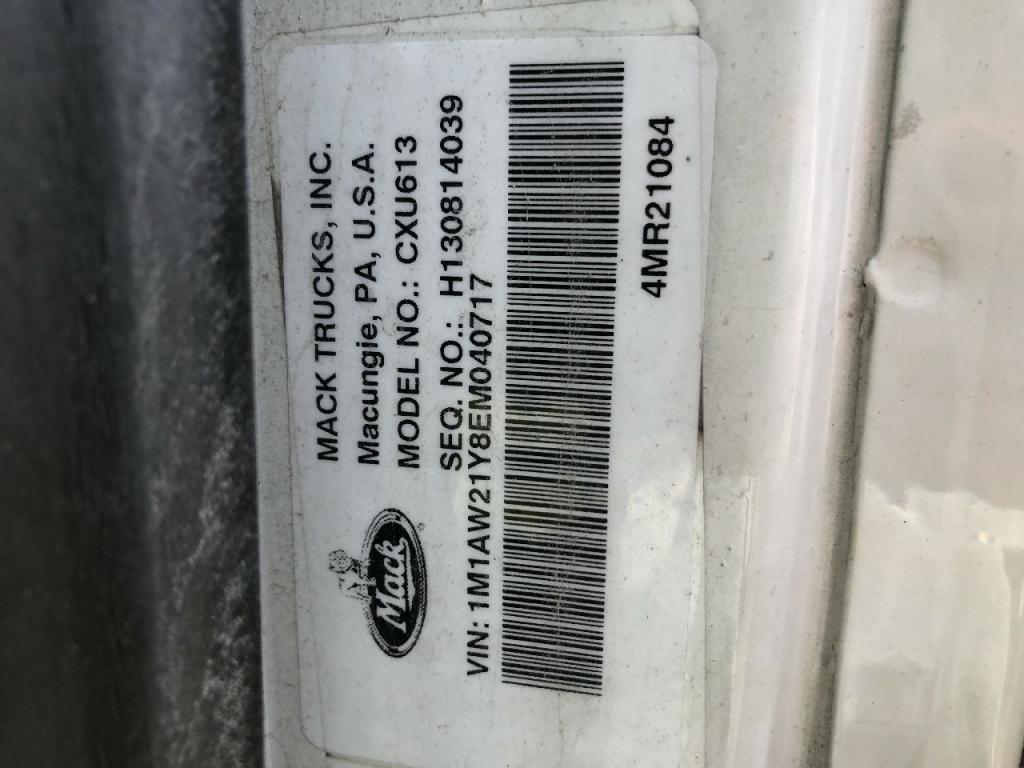 MACK TRUCKS, INC.
Macungie, PA, U.S.A.
MODEL NO.: CXU613
SEQ. NO.: H130814039
Mack
®
VIN: 1M1AW21Y8EM040717
4MR21084